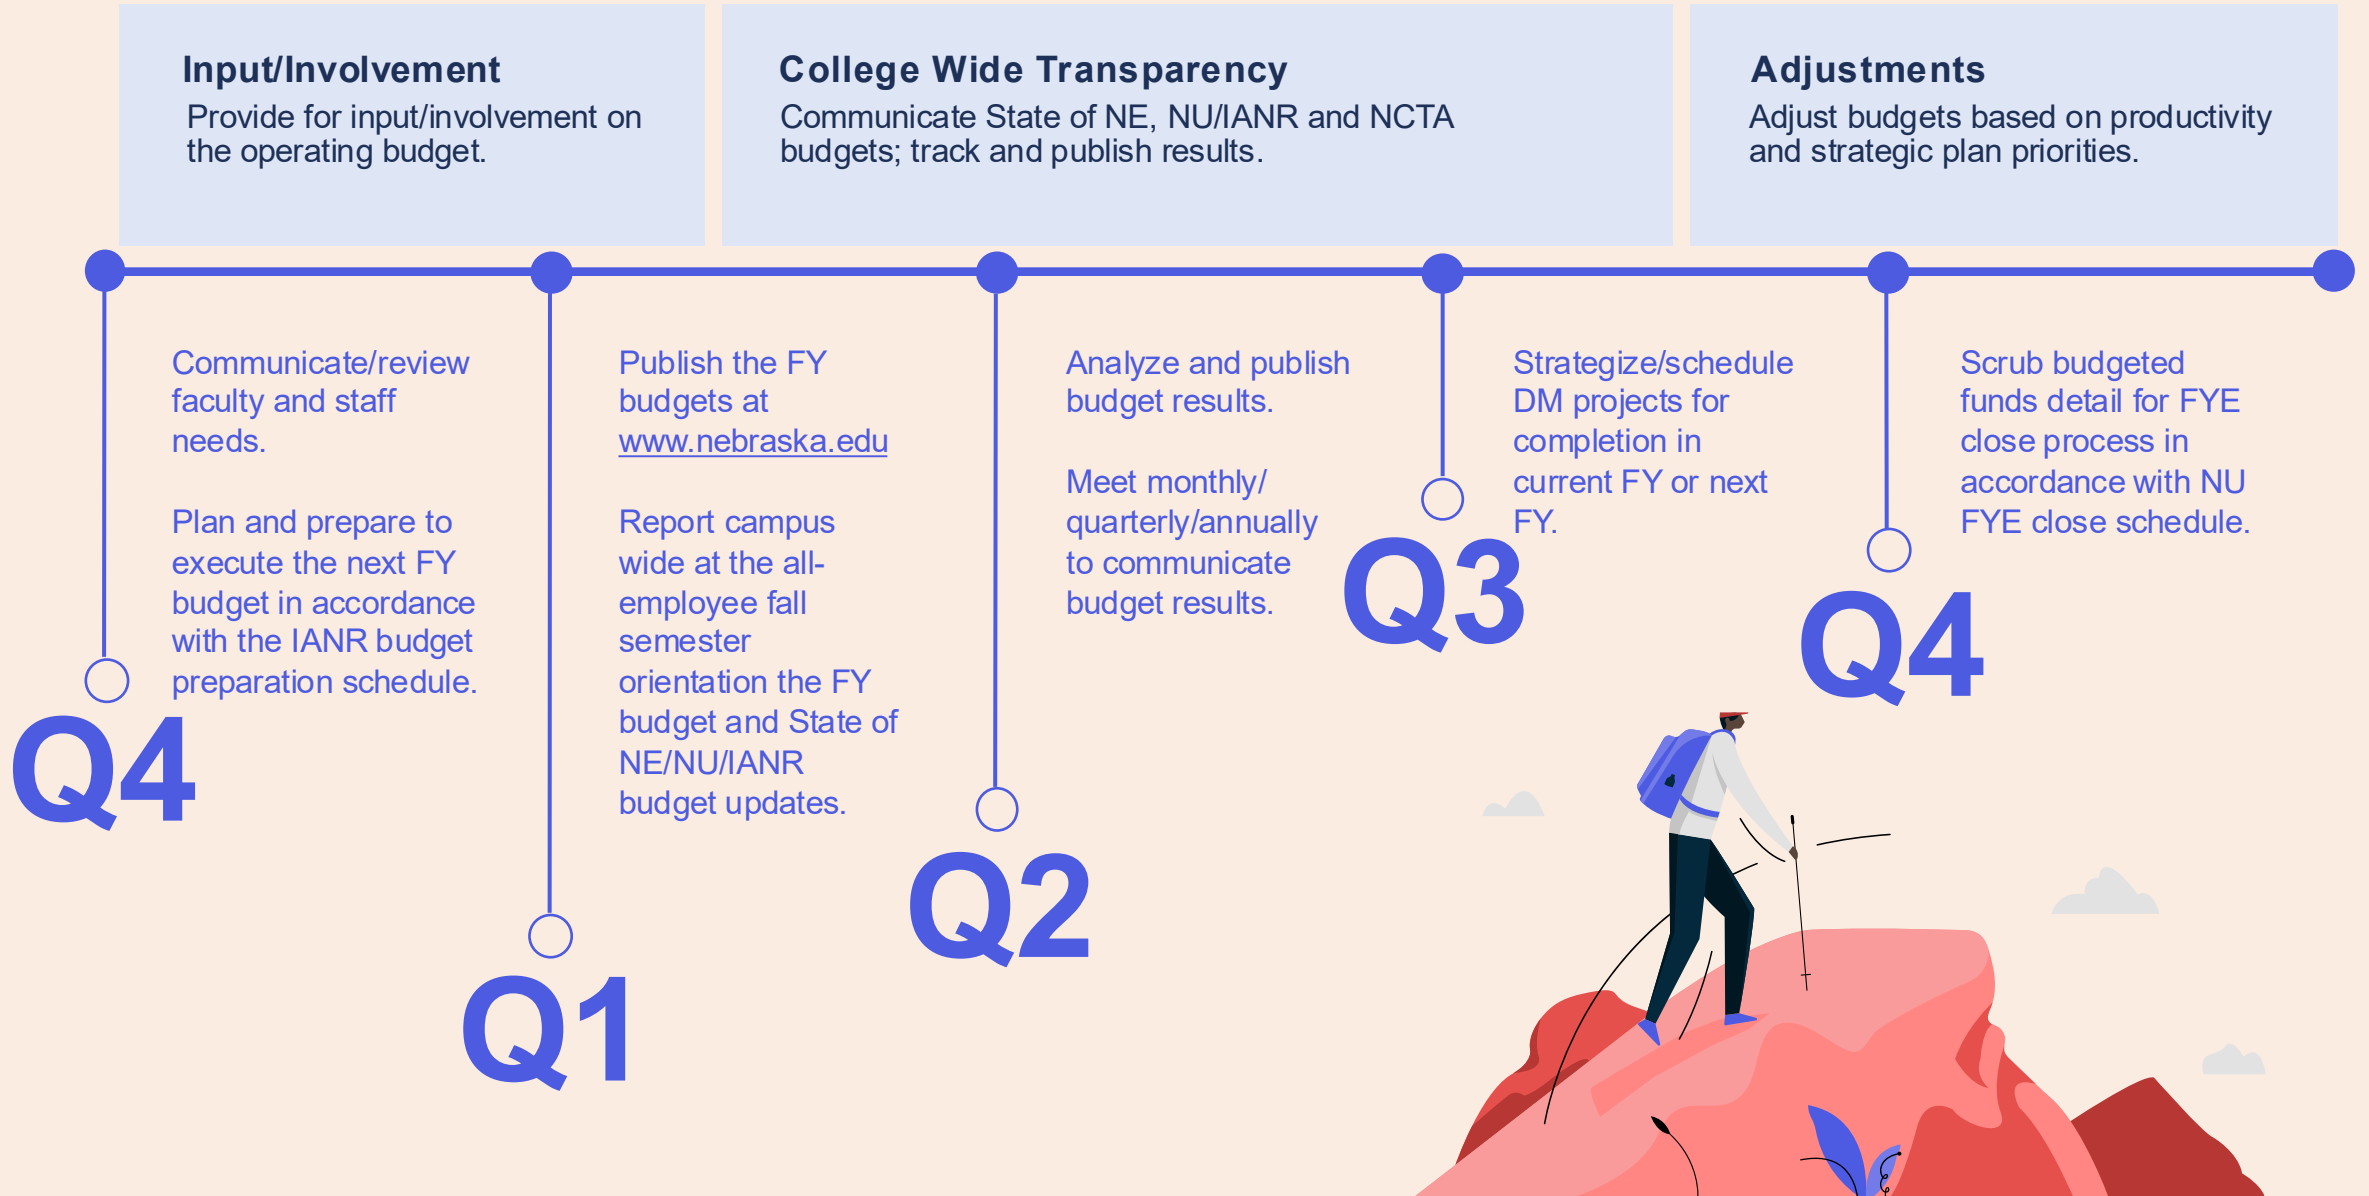 Input/Involvement
Provide for input/involvement on
the operating budget.
College Wide Transparency
Communicate State of NE, NU/IANR and NCTA
budgets; track and publish results.
Adjustments
Adjust budgets based on productivity
and strategic plan priorities.
Communicate/review
faculty and staff
needs.
Plan and prepare to
execute the next FY
budget in accordance
with the IANR budget
preparation schedule.
Q4
Publish the FY
budgets at
www.nebraska.edu
Report campus
wide at the all-
employee fall
semester
orientation the FY
budget and State of
NE/NU/IANR
budget updates.
Q1
Analyze and publish
budget results.
Meet monthly/
quarterly/annually
to communicate
budget results.
Q2
Strategize/schedule
DM projects for
completion in
current FY or next
FY.
Q3
Scrub budgeted
funds detail for FYE
close process in
accordance with NU
FYE close schedule.
Q4